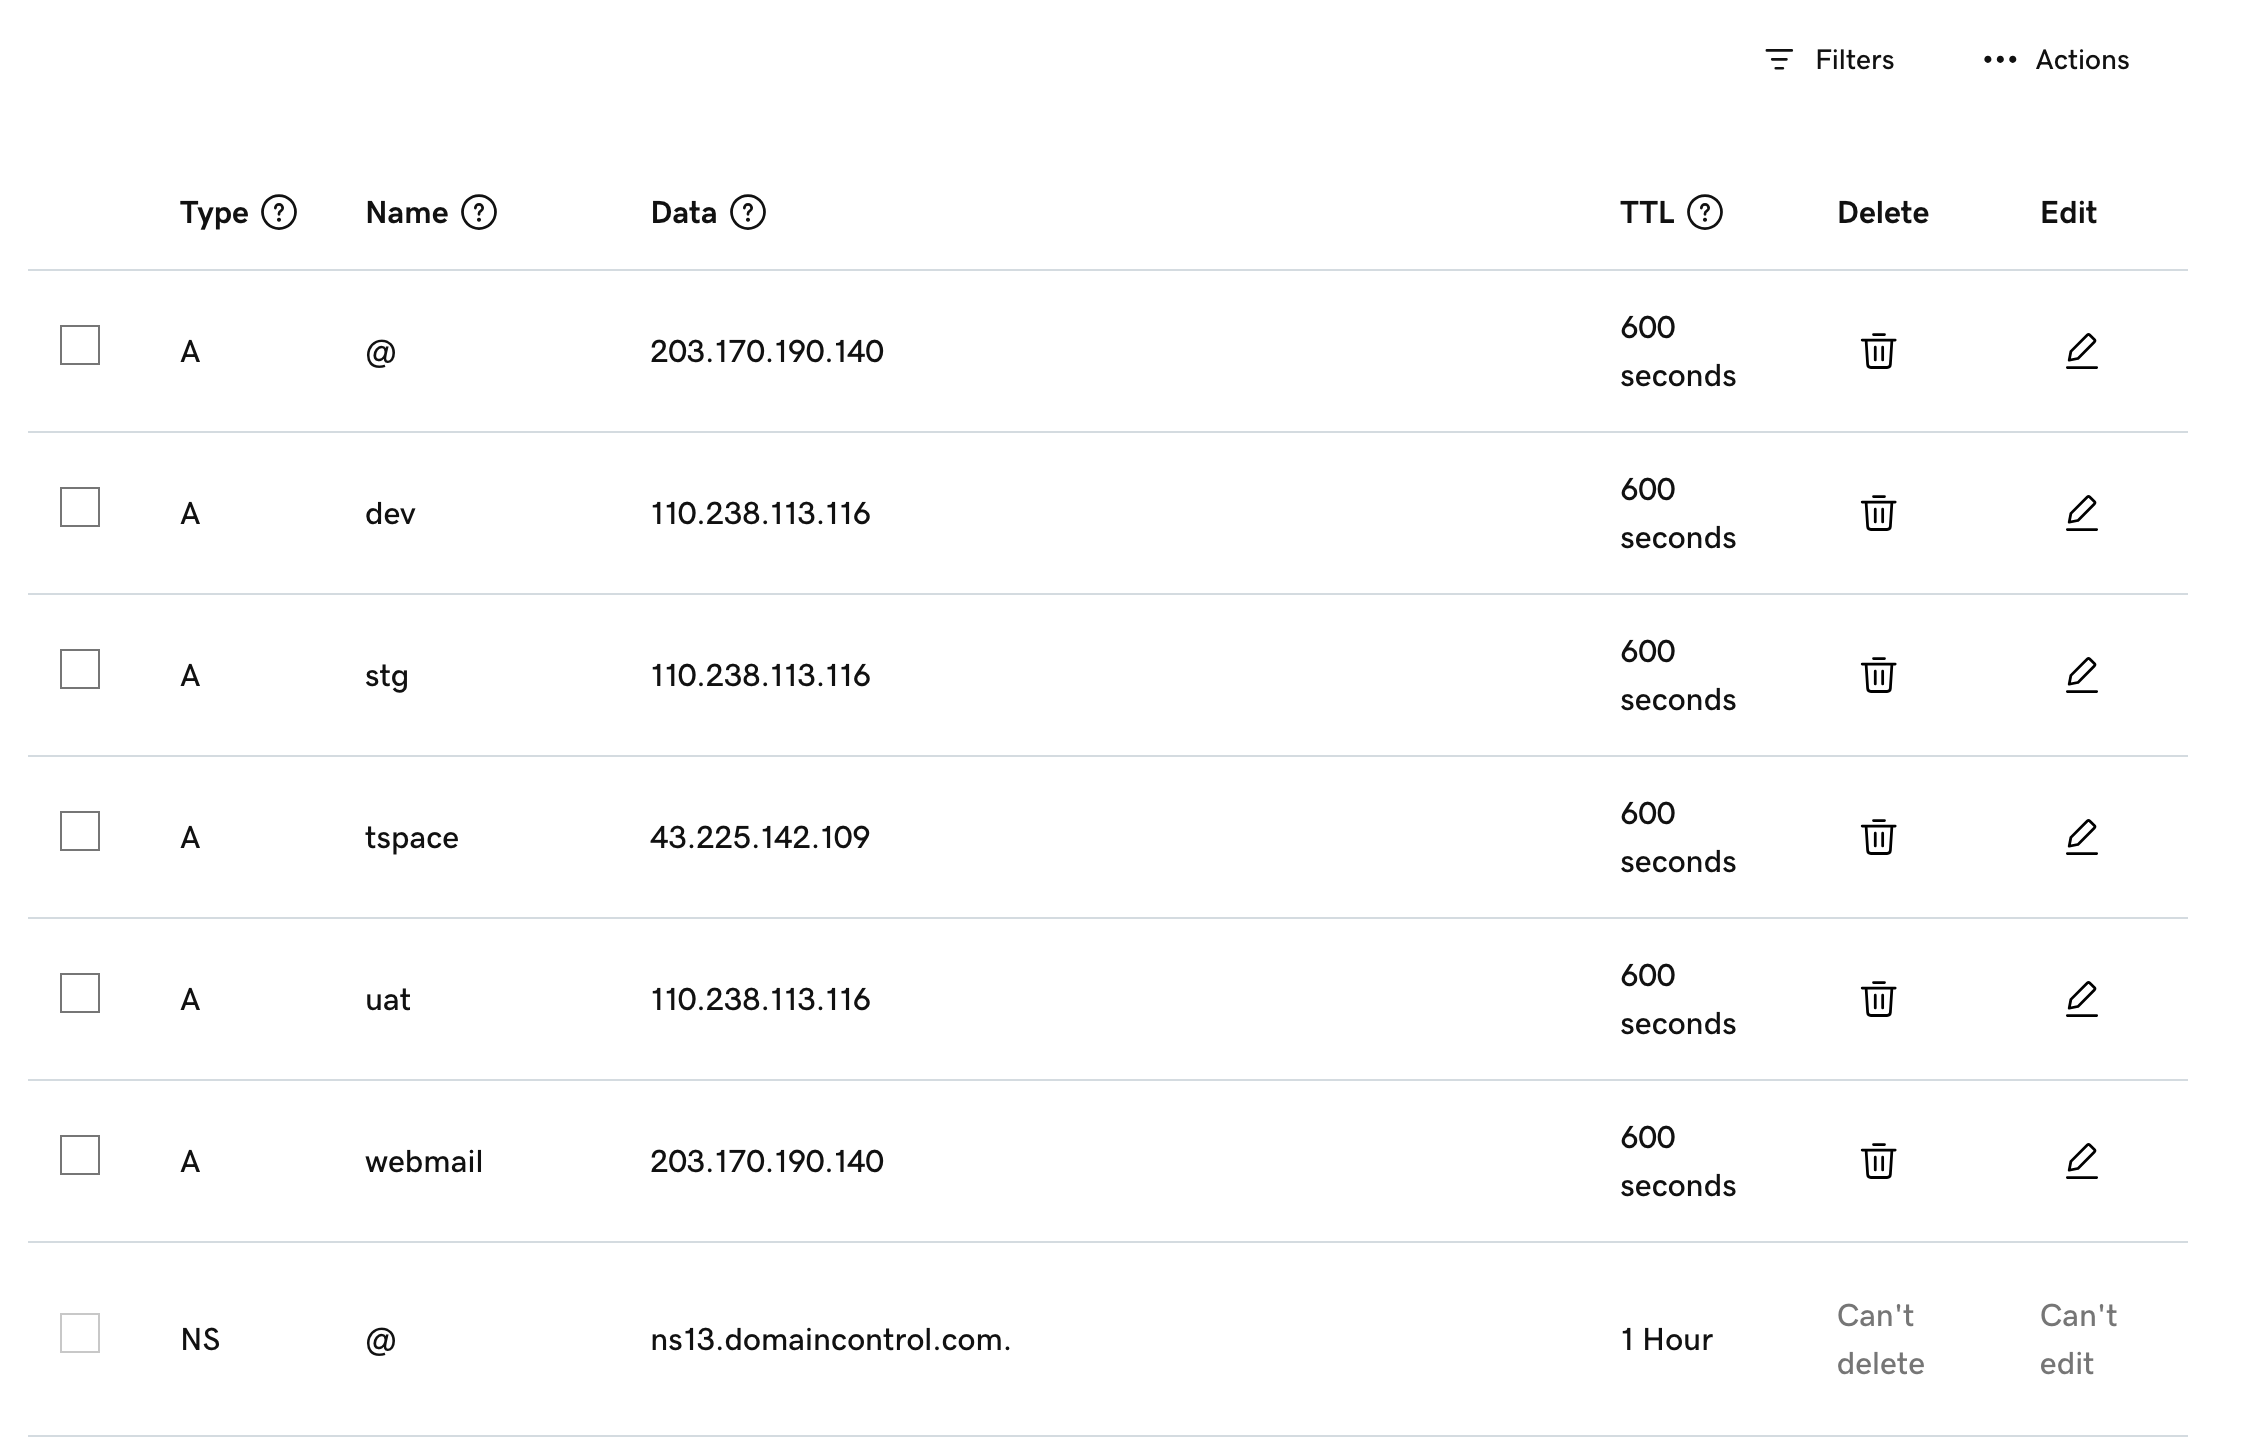 Filters Actions
Type Name Data TTL Delete Edit
A @ 203.170.190.140 600 seconds
A dev 110.238.113.116 600 seconds
A stg 110.238.113.116 600 seconds
A tspace 43.225.142.109 600 seconds
A uat 110.238.113.116 600 seconds
A webmail 203.170.190.140 600 seconds
NS @ ns13.domaincontrol.com. 1 Hour Can't delete Can't edit